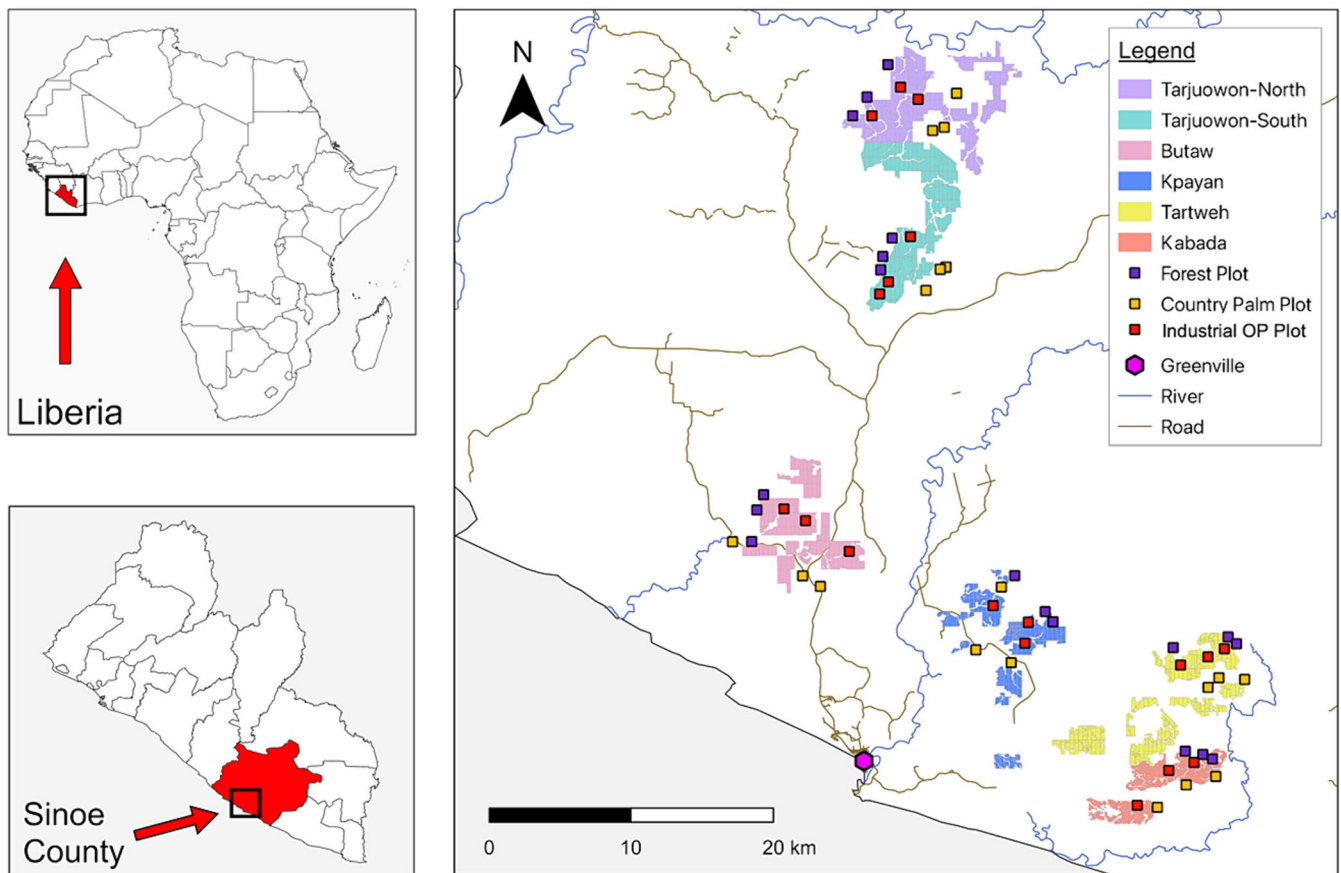 Liberia
Sinoe
County
N
Legend
Tarjuowon-North
Tarjuowon-South
Butaw
Kpayan
Tartweh
Kabada
Forest Plot
Country Palm Plot
Industrial OP Plot
Greenville
River
Road
0 10 20 km